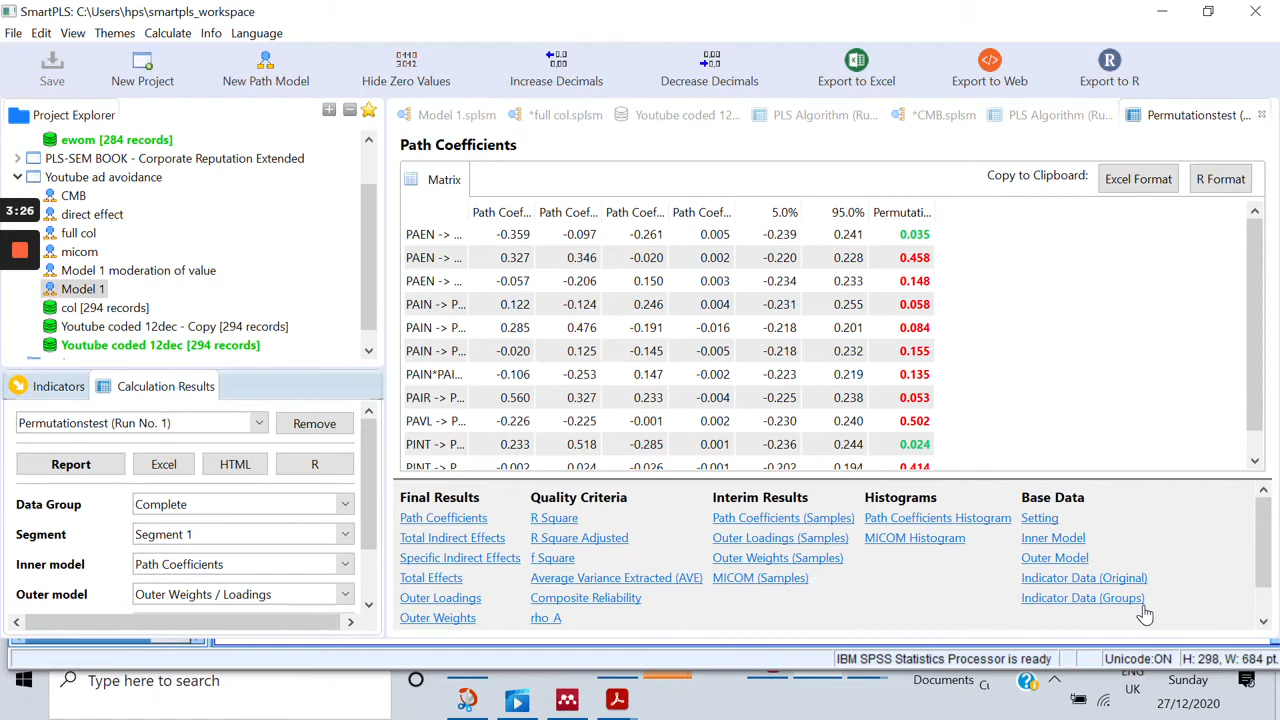 SmartPLS: C:\Users\hps\smartpls_workspace
File Edit View Themes Calculate Info Language
Save New Project New Path Model Hide Zero Values Increase Decimals Decrease Decimals Export to Excel Export to Web Export to R
Project Explorer
ewom [284 records]
PLS-SEM BOOK - Corporate Reputation Extended
Youtube ad avoidance
CMB
3:26
direct effect
full col
micom
Model 1 moderation of value
Model 1
col [294 records]
Youtube coded 12dec - Copy [294 records]
Youtube coded 12dec [294 records]
Indicators Calculation Results
Permutationstest (Run No. 1) Remove
Report Excel HTML R
Data Group Complete
Segment Segment 1
Inner model Path Coefficients
Outer model Outer Weights / Loadings
Model 1.splsm *full col.splsm Youtube coded 12... PLS Algorithm (Ru... *CMB.splsm PLS Algorithm (Ru... Permutationstest (...
Path Coefficients
Matrix Copy to Clipboard: Excel Format R Format
Path Coef... Path Coef... Path Coef... Path Coef... 5.0% 95.0% Permutati...
PAEN -> ... -0.359 -0.097 -0.261 0.005 -0.239 0.241 0.035
PAEN -> ... 0.327 0.346 -0.020 0.002 -0.220 0.228 0.458
PAEN -> ... -0.057 -0.206 0.150 0.003 -0.234 0.233 0.148
PAIN -> P... 0.122 -0.124 0.246 0.004 -0.231 0.255 0.058
PAIN -> P... 0.285 0.476 -0.191 -0.016 -0.218 0.201 0.084
PAIN -> P... -0.020 0.125 -0.145 -0.005 -0.218 0.232 0.155
PAIN*PAI... -0.106 -0.253 0.147 -0.002 -0.223 0.219 0.135
PAIR -> P... 0.560 0.327 0.233 -0.004 -0.225 0.238 0.053
PAVL -> P... -0.226 -0.225 -0.001 0.002 -0.230 0.240 0.502
PINT -> P... 0.233 0.518 -0.285 0.001 -0.236 0.244 0.024
PINT -> P... -0.002 0.024 -0.026 -0.001 -0.202 0.194 0.414
Final Results Quality Criteria Interim Results Histograms Base Data
Path Coefficients R Square Path Coefficients (Samples) Path Coefficients Histogram Setting
Total Indirect Effects R Square Adjusted Outer Loadings (Samples) MICOM Histogram Inner Model
Specific Indirect Effects f Square Outer Weights (Samples) Outer Model
Total Effects Average Variance Extracted (AVE) MICOM (Samples) Indicator Data (Original)
Outer Loadings Composite Reliability Indicator Data (Groups)
Outer Weights rho_A
IBM SPSS Statistics Processor is ready Unicode:ON H: 298, W: 684 pt.
Type here to search Documents ENG Sunday
UK 27/12/2020